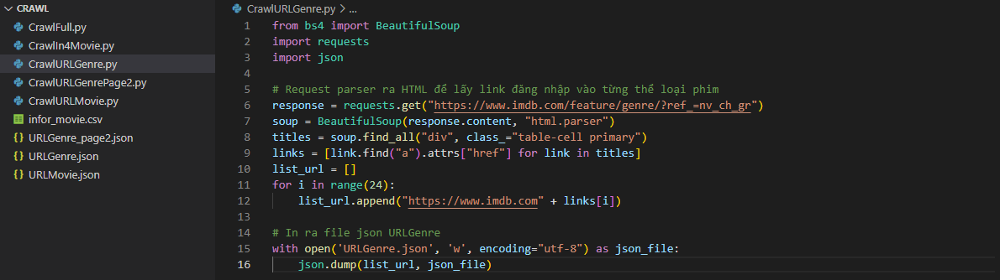 CRAWL
CrawlFull.py
CrawlIn4Movie.py
CrawlURLGenre.py
CrawlURLGenrePage2.py
CrawlURLMovie.py
infor_movie.csv
URLGenre_page2.json
URLGenre.json
URLMovie.json
CrawlURLGenre.py > ...
1 from bs4 import BeautifulSoup
2 import requests
3 import json
4
5 # Request parser ra HTML để lấy link đăng nhập vào từng thể loại phim
6 response = requests.get("https://www.imdb.com/feature/genre/?ref_=nv_ch_gr")
7 soup = BeautifulSoup(response.content, "html.parser")
8 titles = soup.find_all("div", class_="table-cell primary")
9 links = [link.find("a").attrs["href"] for link in titles]
10 list_url = []
11 for i in range(24):
12     list_url.append("https://www.imdb.com" + links[i])
13
14 # In ra file json URLGenre
15 with open('URLGenre.json', 'w', encoding="utf-8") as json_file:
16     json.dump(list_url, json_file)